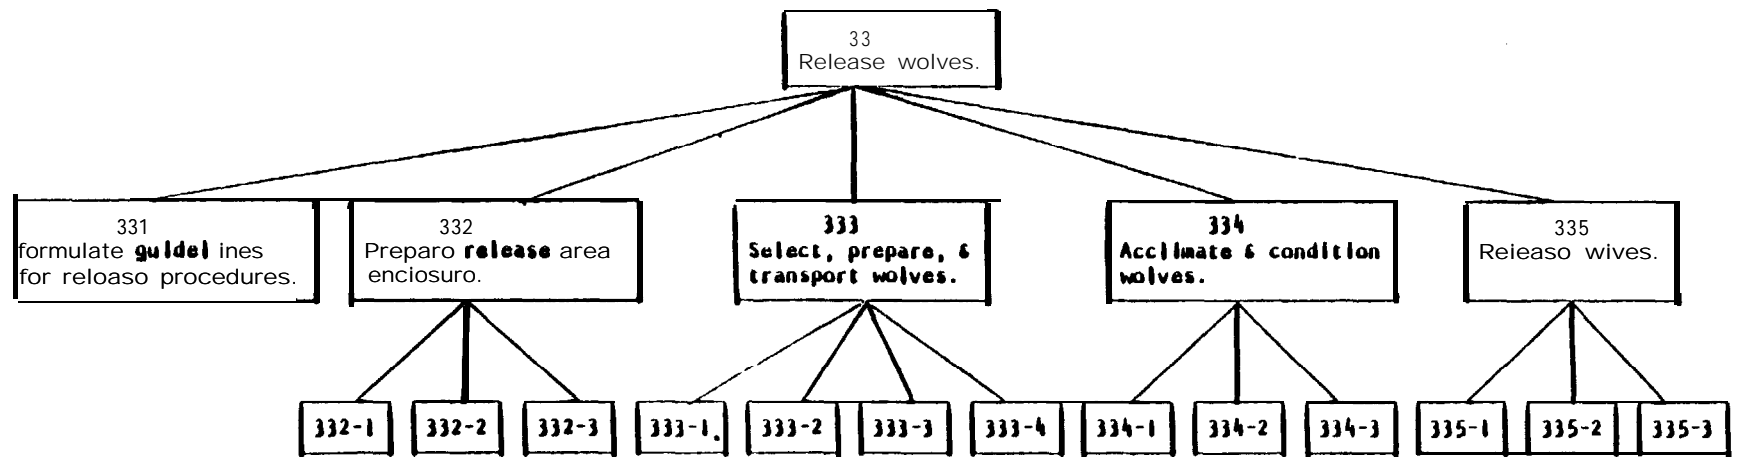 33
Release wolves.
331
formulate guidel ines
for reloaso procedures.
332
Preparo release area
enciosuro.
333
Select, prepare, &
transport wolves.
334
Acclimate & condition
wolves.
335
Reieaso wives.
332-1
332-2
332-3
333-1.
333-2
333-3
333-4
334-1
334-2
334-3
335-1
335-2
335-3